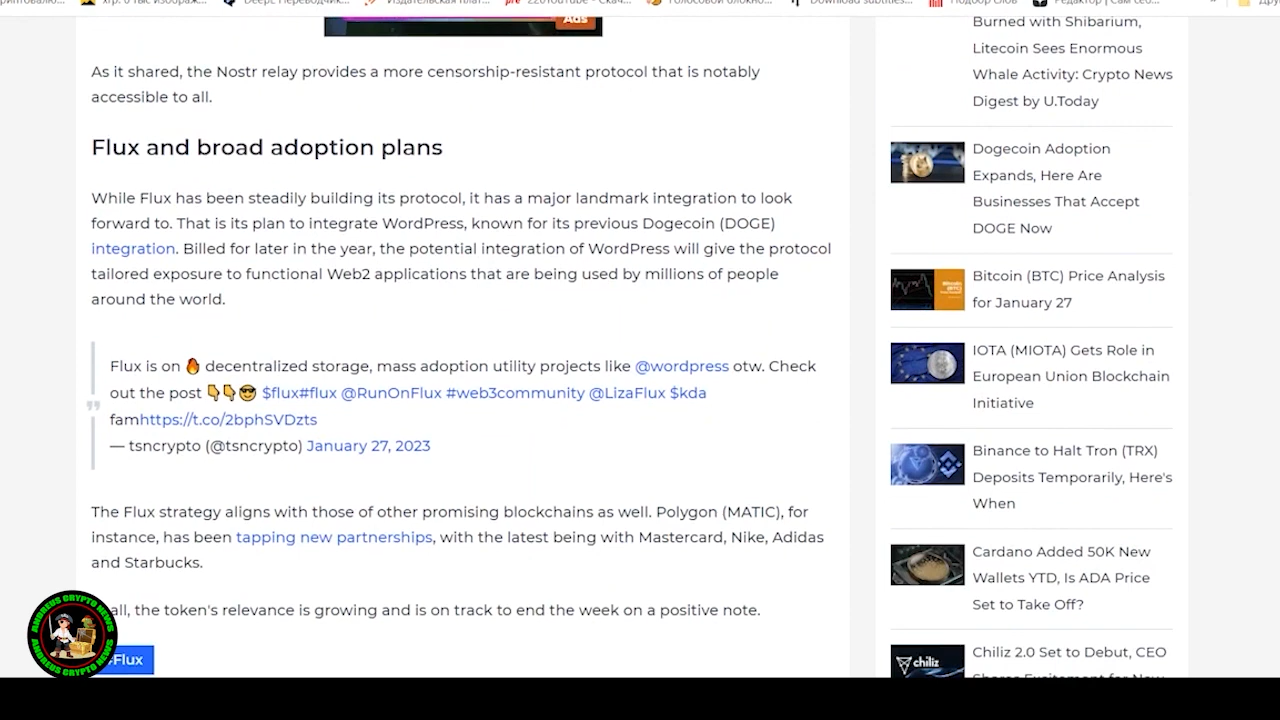 Ads
As it shared, the Nostr relay provides a more censorship-resistant protocol that is notably
accessible to all.
Flux and broad adoption plans
While Flux has been steadily building its protocol, it has a major landmark integration to look
forward to. That is its plan to integrate WordPress, known for its previous Dogecoin (DOGE)
integration. Billed for later in the year, the potential integration of WordPress will give the protocol
tailored exposure to functional Web2 applications that are being used by millions of people
around the world.
Flux is on 🔥 decentralized storage, mass adoption utility projects like @wordpress otw. Check
out the post 👇👇😎 $flux#flux @RunOnFlux #web3community @LizaFlux $kda
famhttps://t.co/2bphSVDzts
— tsncrypto (@tsncrypto) January 27, 2023
The Flux strategy aligns with those of other promising blockchains as well. Polygon (MATIC), for
instance, has been tapping new partnerships, with the latest being with Mastercard, Nike, Adidas
and Starbucks.
all, the token's relevance is growing and is on track to end the week on a positive note.
Flux
ANDREUS CRYPTO NEWS
ANDREUS CRYPTO NEWS
Burned with Shibarium,
Litecoin Sees Enormous
Whale Activity: Crypto News
Digest by U.Today
Dogecoin Adoption
Expands, Here Are
Businesses That Accept
DOGE Now
Bitcoin (BTC) Price Analysis
for January 27
IOTA (MIOTA) Gets Role in
European Union Blockchain
Initiative
Binance to Halt Tron (TRX)
Deposits Temporarily, Here's
When
Cardano Added 50K New
Wallets YTD, Is ADA Price
Set to Take Off?
chiliz
Chiliz 2.0 Set to Debut, CEO